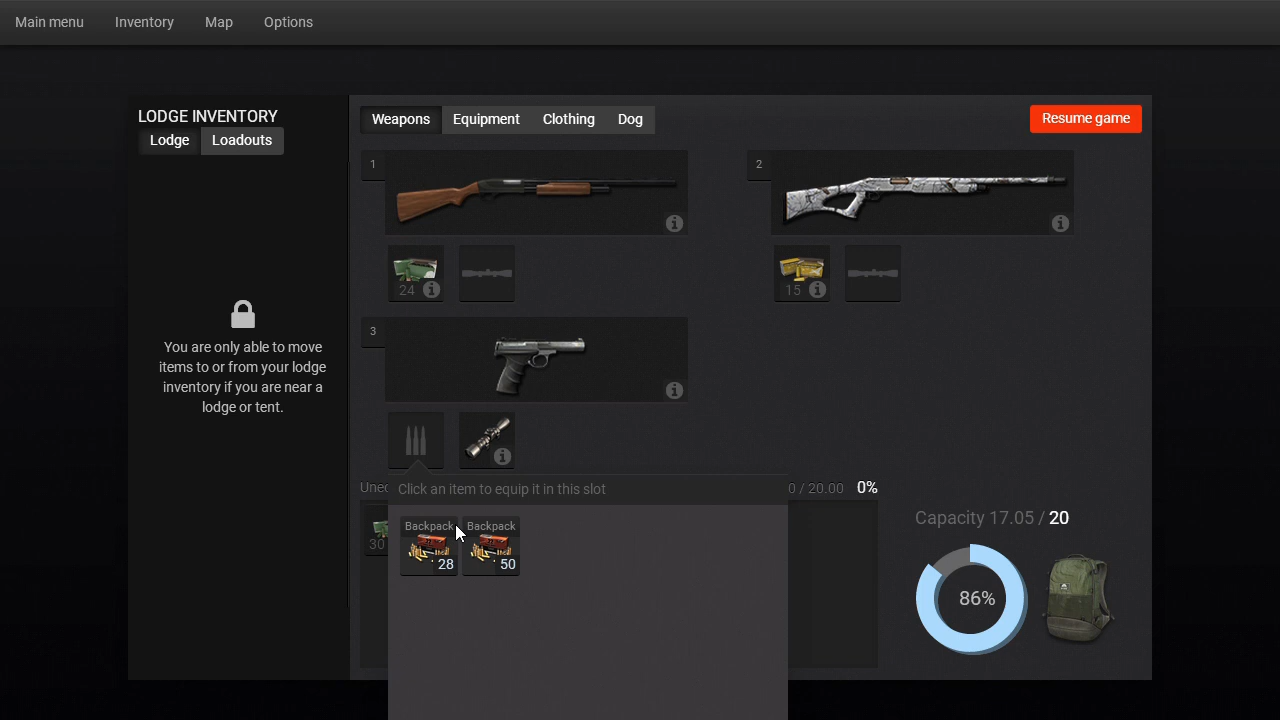 Main menu Inventory Map Options
LODGE INVENTORY
Lodge Loadouts
You are only able to move
items to or from your lodge
inventory if you are near a
lodge or tent.
Weapons Equipment Clothing Dog
Resume game
1
2
24
15
3
0 / 20.00 0%
Click an item to equip it in this slot
30
Backpack Backpack
28 50
Capacity 17.05 / 20
86%